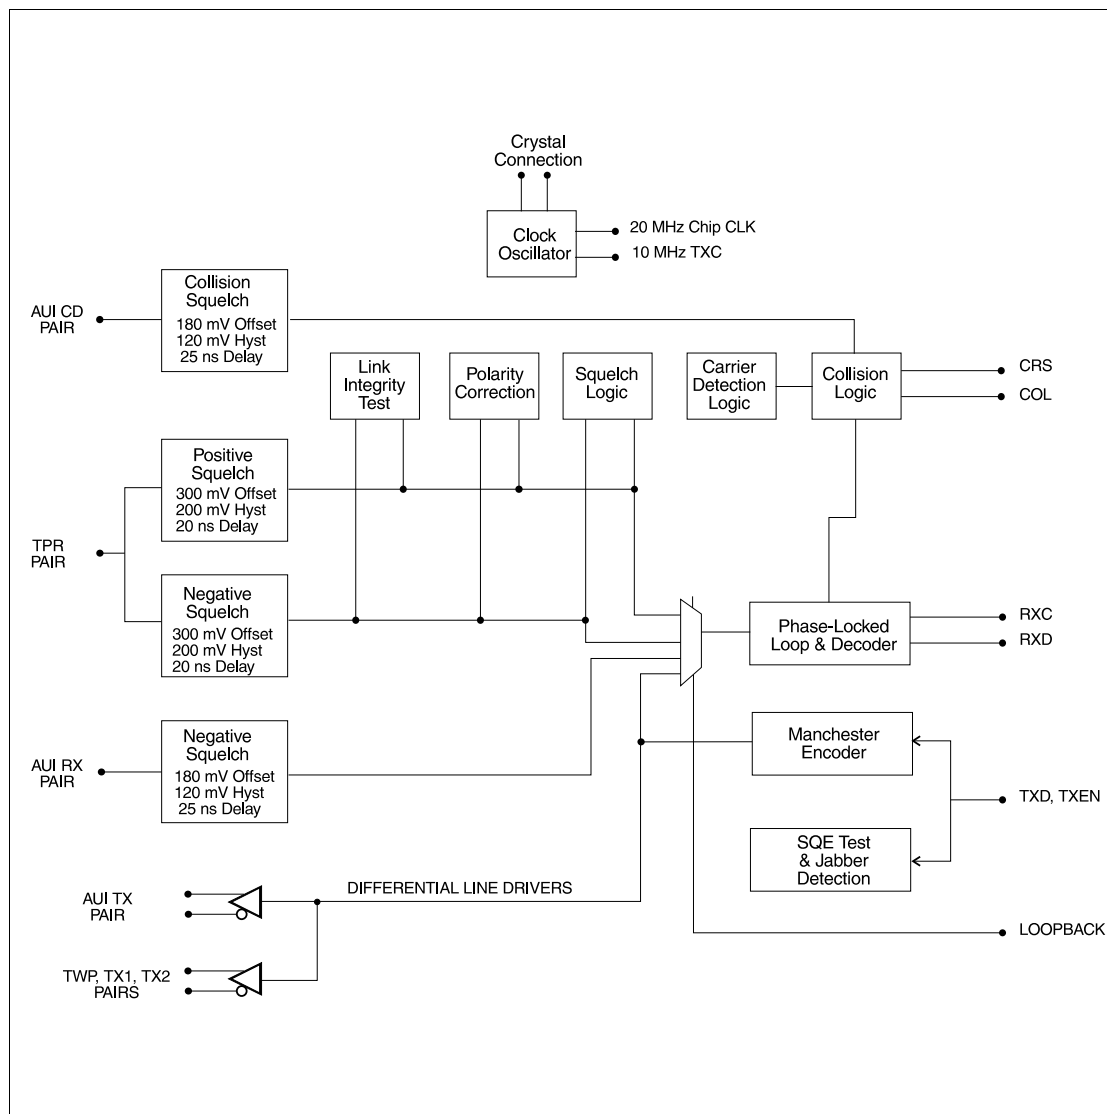 Crystal
Connection
Clock
Oscillator
20 MHz Chip CLK
10 MHz TXC
AUI CD
PAIR
Collision
Squelch
180 mV Offset
120 mV Hyst
25 ns Delay
Link
Integrity
Test
Polarity
Correction
Squelch
Logic
Carrier
Detection
Logic
Collision
Logic
CRS
COL
TPR
PAIR
Positive
Squelch
300 mV Offset
200 mV Hyst
20 ns Delay
Negative
Squelch
300 mV Offset
200 mV Hyst
20 ns Delay
Phase-Locked
Loop & Decoder
RXC
RXD
AUI RX
PAIR
Negative
Squelch
180 mV Offset
120 mV Hyst
25 ns Delay
Manchester
Encoder
TXD, TXEN
SQE Test
& Jabber
Detection
AUI TX
PAIR
DIFFERENTIAL LINE DRIVERS
LOOPBACK
TWP, TX1, TX2
PAIRS